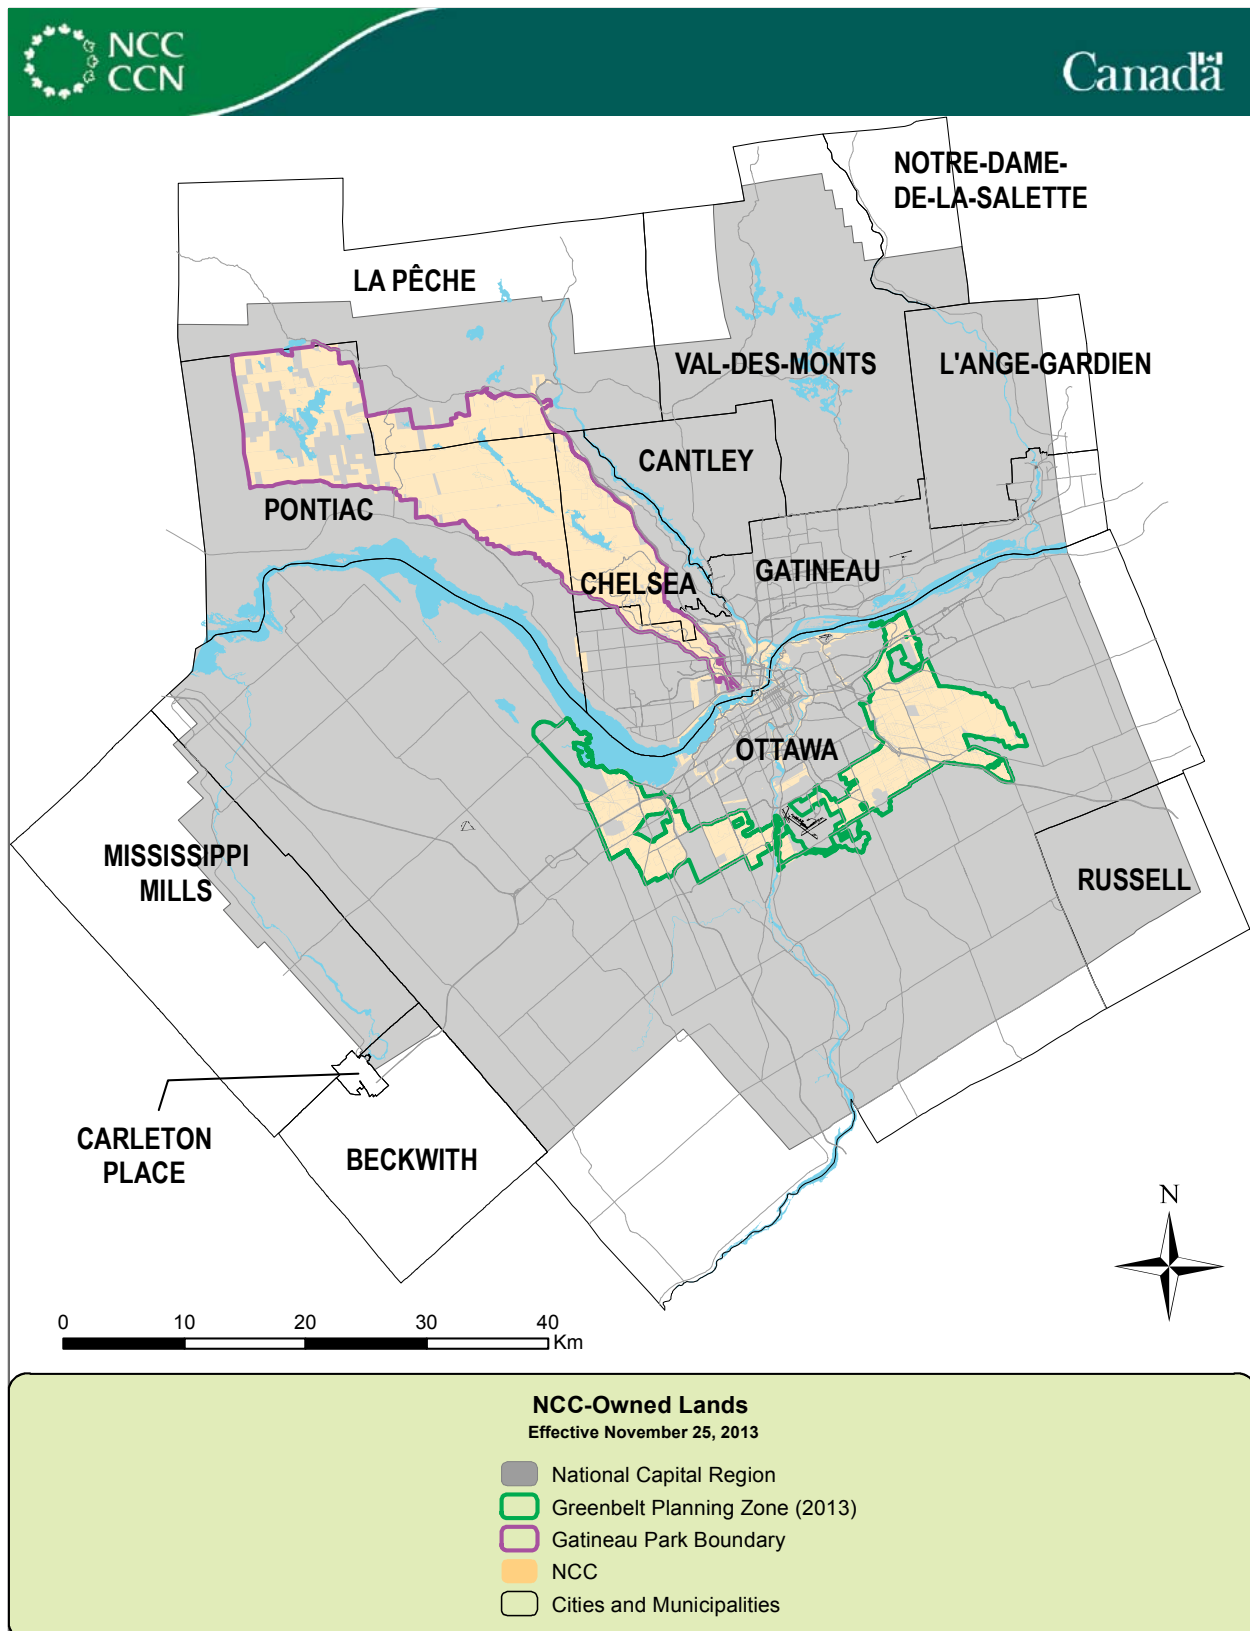 NCC
CCN
Canada
NOTRE-DAME-
DE-LA-SALETTE
LA PÊCHE
VAL-DES-MONTS
L'ANGE-GARDIEN
CANTLEY
PONTIAC
GATINEAU
CHELSEA
OTTAWA
MISSISSIPPI
MILLS
RUSSELL
CARLETON
PLACE
BECKWITH
N
0 10 20 30 40
Km
NCC-Owned Lands
Effective November 25, 2013
National Capital Region
Greenbelt Planning Zone (2013)
Gatineau Park Boundary
NCC
Cities and Municipalities